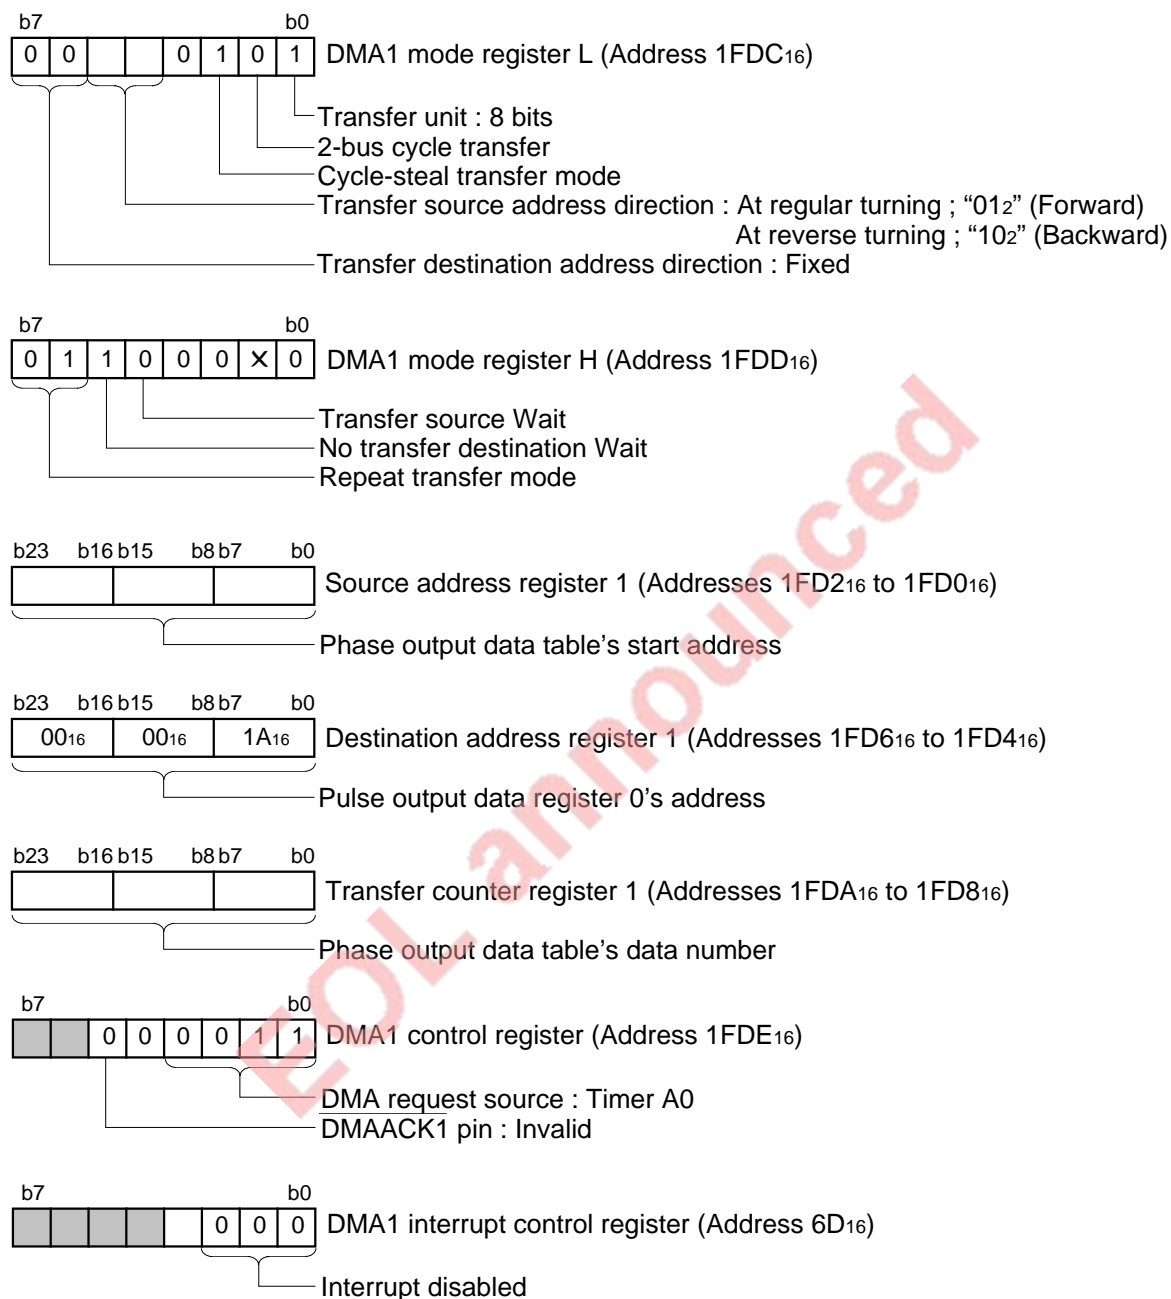 b7 b0
0 0 0 1 0 1 DMA1 mode register L (Address 1FDC16)
Transfer unit : 8 bits
2-bus cycle transfer
Cycle-steal transfer mode
Transfer source address direction : At regular turning ; “012” (Forward)
At reverse turning ; “102” (Backward)
Transfer destination address direction : Fixed
b7 b0
0 1 1 0 0 0 X 0 DMA1 mode register H (Address 1FDD16)
Transfer source Wait
No transfer destination Wait
Repeat transfer mode
b23 b16 b15 b8 b7 b0
Source address register 1 (Addresses 1FD216 to 1FD016)
Phase output data table’s start address
b23 b16 b15 b8 b7 b0
0016 0016 1A16 Destination address register 1 (Addresses 1FD616 to 1FD416)
Pulse output data register 0’s address
b23 b16 b15 b8 b7 b0
Transfer counter register 1 (Addresses 1FDA16 to 1FD816)
Phase output data table’s data number
b7 b0
0 0 0 0 1 1 DMA1 control register (Address 1FDE16)
DMA request source : Timer A0
DMAACK1 pin : Invalid
b7 b0
0 0 0 DMA1 interrupt control register (Address 6D16)
Interrupt disabled
EOL announced